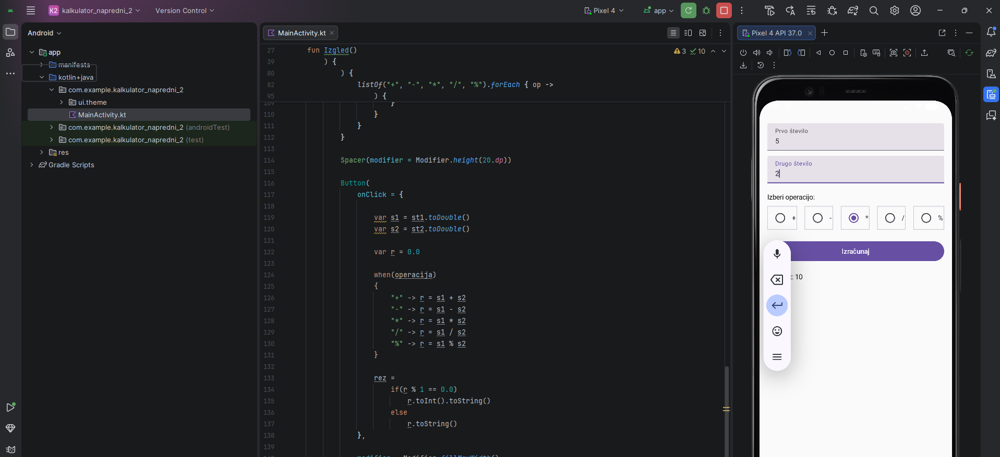 K2 kalkulator_napredni_2 Version Control Pixel 4 app
Android
app
manifests
kotlin+java
com.example.kalkulator_napredni_2
ui.theme
MainActivity.kt
com.example.kalkulator_napredni_2 (androidTest)
com.example.kalkulator_napredni_2 (test)
res
Gradle Scripts
MainActivity.kt
3 10
27 fun Izgled()
39 ) {
80 ) {
82 listOf("+", "-", "*", "/", "%").forEach { op ->
95 ) {
109 }
110 }
111 }
112 }
113
114 Spacer(modifier = Modifier.height(20.dp))
115
116 Button(
117 onClick = {
118
119 var s1 = st1.toDouble()
120 var s2 = st2.toDouble()
121
122 var r = 0.0
123
124 when(operacija)
125 {
126 "+" -> r = s1 + s2
127 "-" -> r = s1 - s2
128 "*" -> r = s1 * s2
129 "/" -> r = s1 / s2
130 "%" -> r = s1 % s2
131 }
132
133 rez =
134 if(r % 1 == 0.0)
135 r.toInt().toString()
136 else
137 r.toString()
138 },
139
modifier = Modifier.fillMaxWidth()
Pixel 4 API 37.0
Prvo število
5
Drugo število
2
Izberi operacijo:
+ - * / %
Izračunaj
t: 10